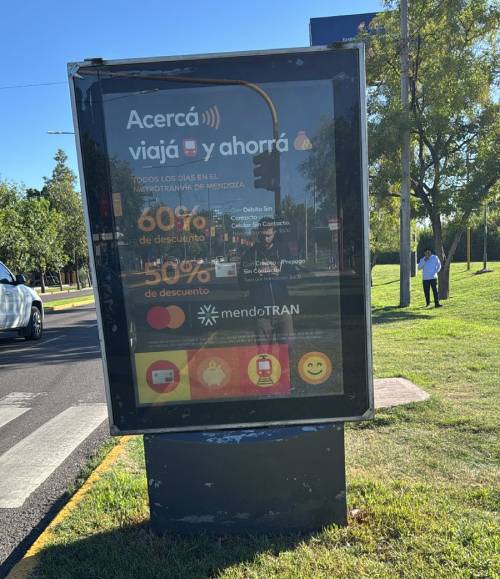 Acercá
viajá y ahorrá
TODOS LOS DÍAS EN EL
METROTRANVÍA DE MENDOZA
60%
de descuento
Débito Sin
Contacto
Celular Sin Contacto
50%
de descuento
Crédito Prepago
Sin Contacto
mendoTRAN